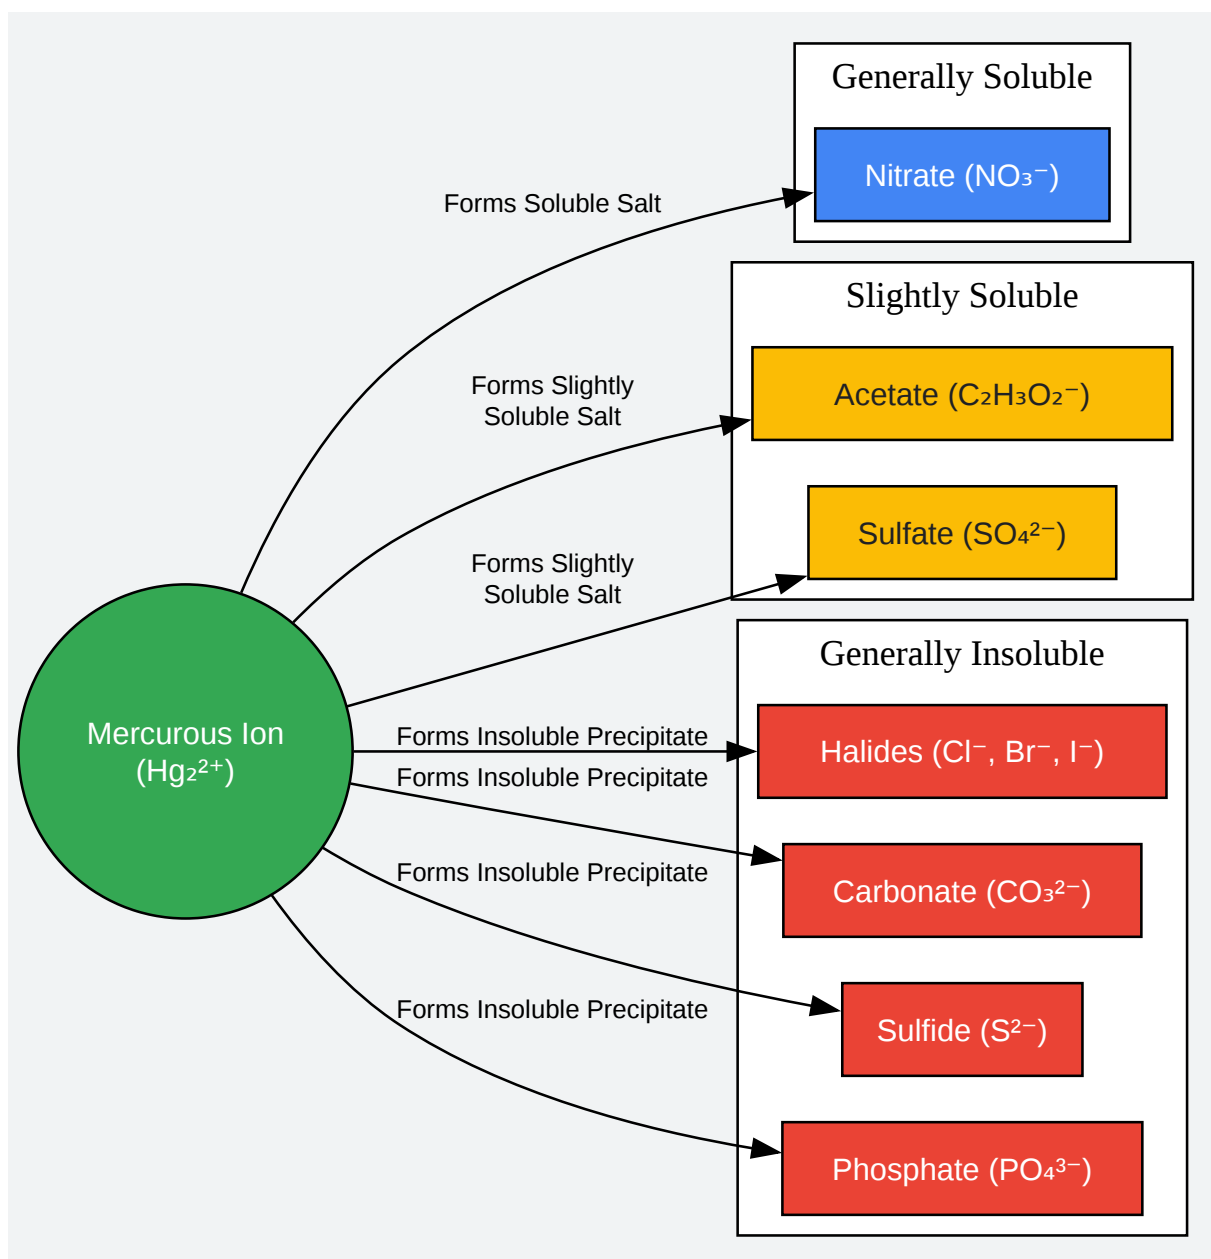 Generally Soluble
Nitrate (NO₃⁻)
Forms Soluble Salt
Slightly Soluble
Forms Slightly
Soluble Salt
Acetate (C₂H₃O₂⁻)
Sulfate (SO₄²⁻)
Forms Slightly
Soluble Salt
Generally Insoluble
Mercurous Ion
(Hg₂²⁺)
Forms Insoluble Precipitate
Halides (Cl⁻, Br⁻, I⁻)
Forms Insoluble Precipitate
Carbonate (CO₃²⁻)
Forms Insoluble Precipitate
Sulfide (S²⁻)
Forms Insoluble Precipitate
Phosphate (PO₄³⁻)